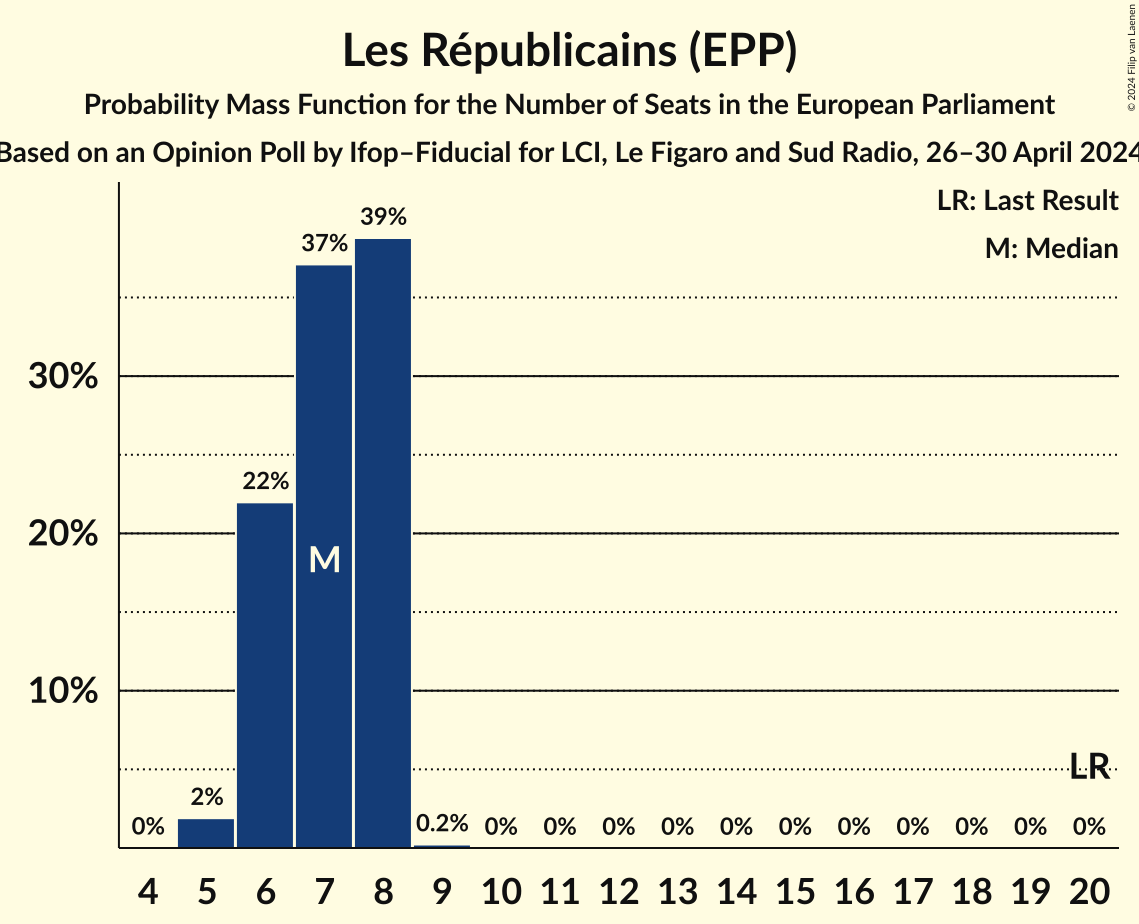 Les Républicains (EPP)
Probability Mass Function for the Number of Seats in the European Parliament
Based on an Opinion Poll by Ifop–Fiducial for LCI, Le Figaro and Sud Radio, 26–30 April 2024
© 2024 Filip van Laenen
LR: Last Result
M: Median
39%
37%
30%
22%
20%
M
10%
LR
2%
0% 0.2% 0% 0% 0% 0% 0% 0% 0% 0% 0% 0% 0%
4 5 6 7 8 9 10 11 12 13 14 15 16 17 18 19 20